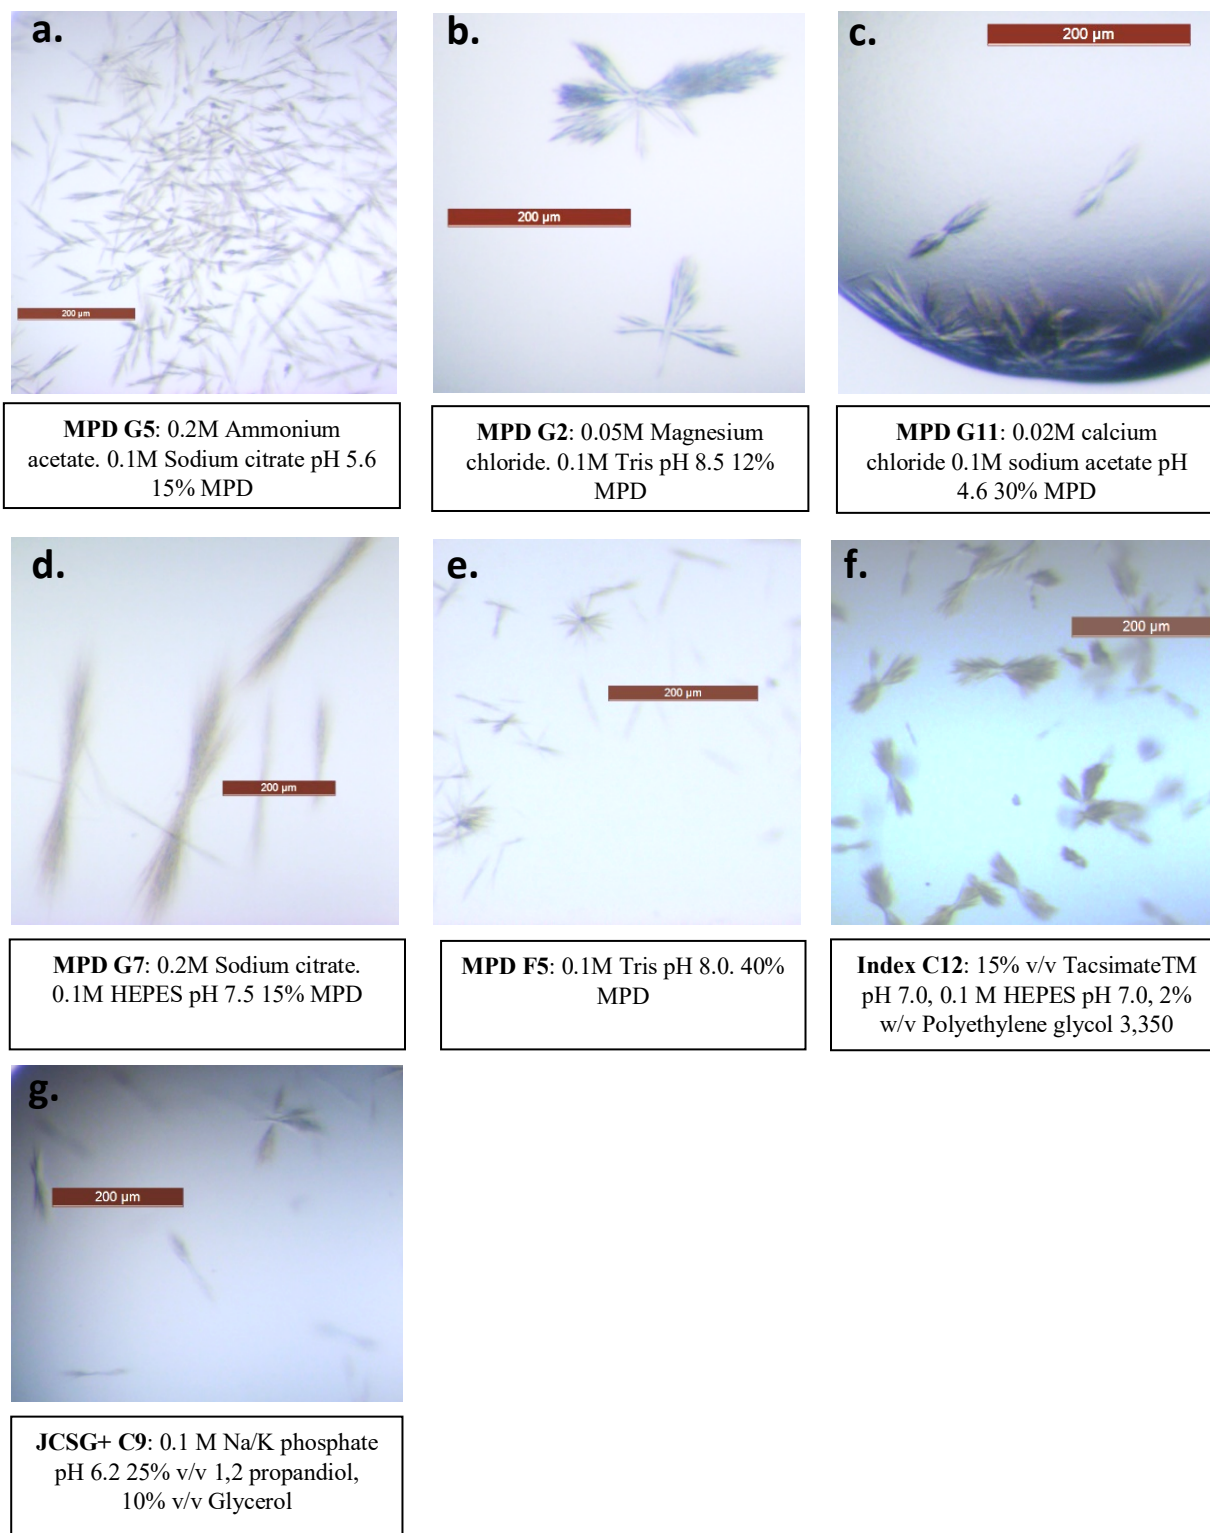 a.
200 µm
MPD G5: 0.2M Ammonium
acetate. 0.1M Sodium citrate pH 5.6
15% MPD
b.
200 µm
MPD G2: 0.05M Magnesium
chloride. 0.1M Tris pH 8.5 12%
MPD
c.
200 µm
MPD G11: 0.02M calcium
chloride 0.1M sodium acetate pH
4.6 30% MPD
d.
200 µm
MPD G7: 0.2M Sodium citrate.
0.1M HEPES pH 7.5 15% MPD
e.
200 µm
MPD F5: 0.1M Tris pH 8.0. 40%
MPD
f.
200 µm
Index C12: 15% v/v TacsimateTM
pH 7.0, 0.1 M HEPES pH 7.0, 2%
w/v Polyethylene glycol 3,350
g.
200 µm
JCSG+ C9: 0.1 M Na/K phosphate
pH 6.2 25% v/v 1,2 propandiol,
10% v/v Glycerol